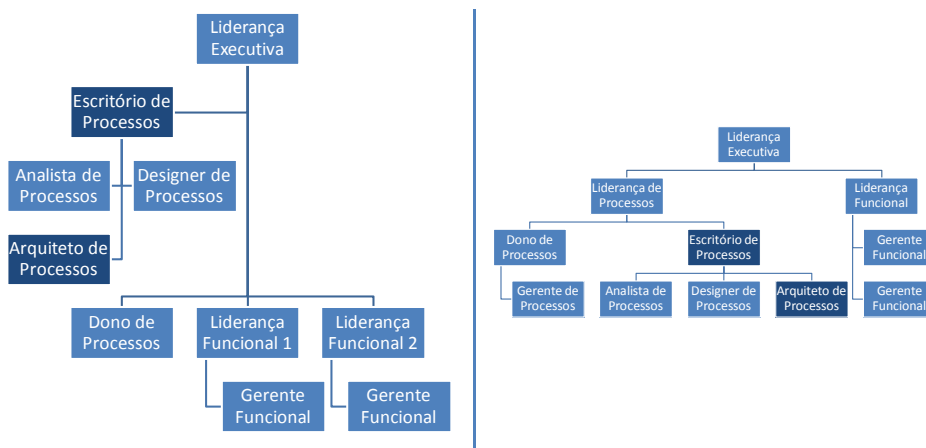 Liderança
Executiva
Escritório de
Processos
Analista de
Processos
Designer de
Processos
Arquiteto de
Processos
Dono de
Processos
Liderança
Funcional 1
Liderança
Funcional 2
Gerente
Funcional
Gerente
Funcional
Liderança
Executiva
Liderança de
Processos
Liderança
Funcional
Dono de
Processos
Escritório de
Processos
Gerente
Funcional
Gerente de
Processos
Analista de
Processos
Designer de
Processos
Arquiteto de
Processos
Gerente
Funcional